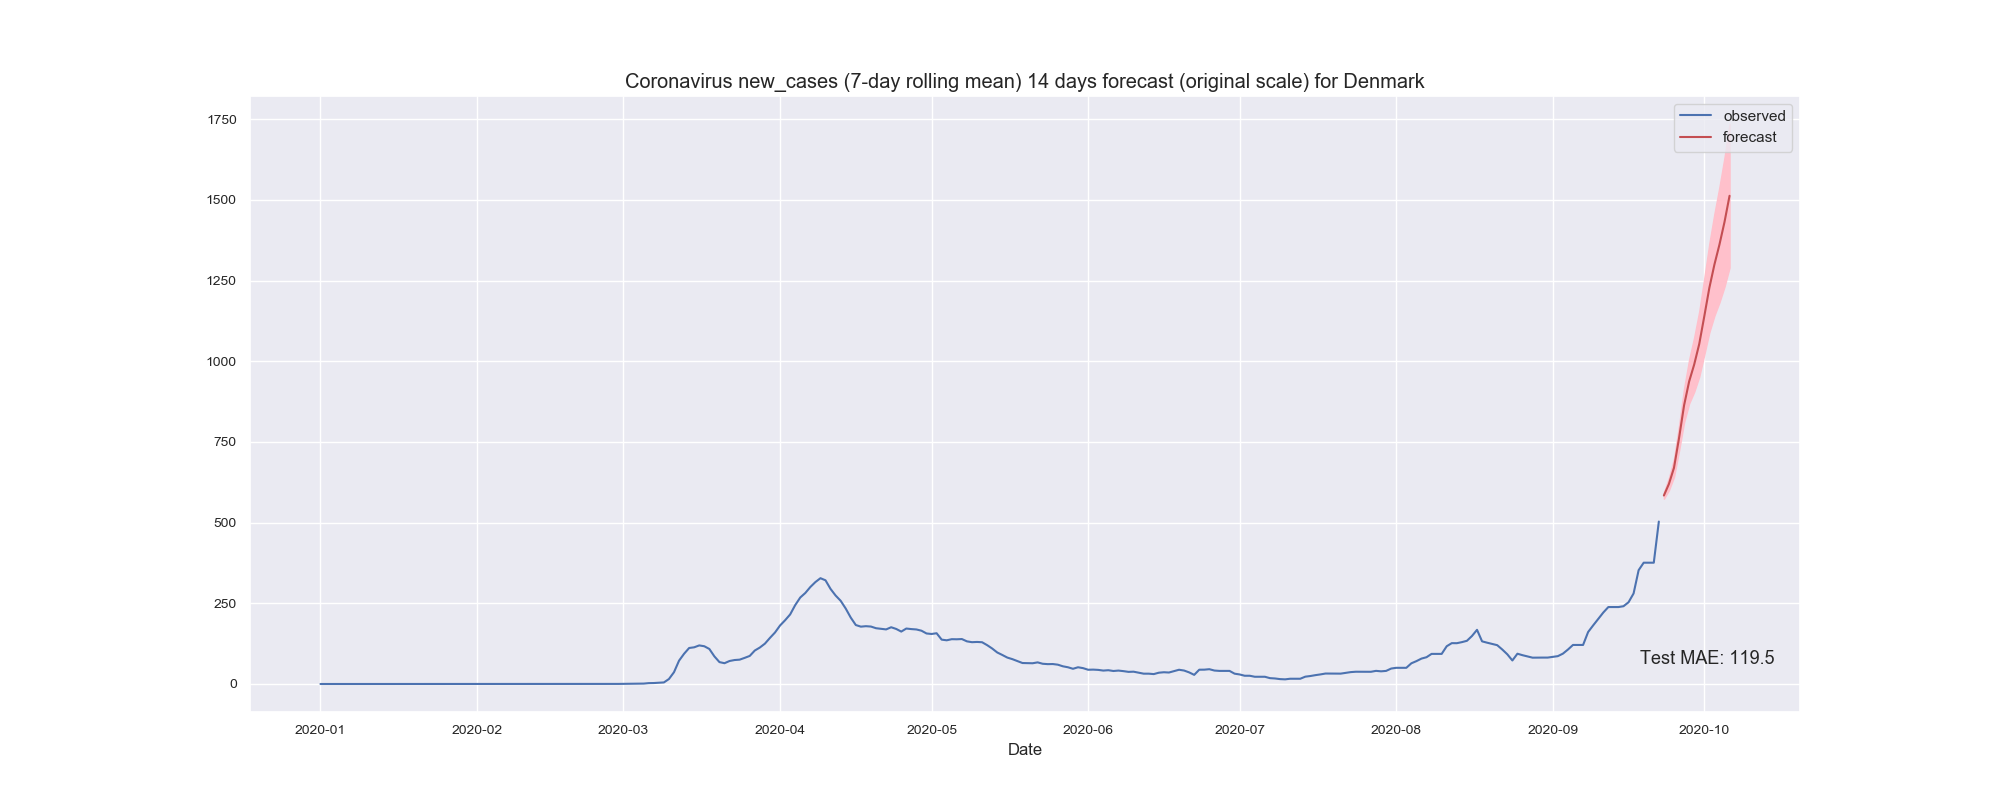 Coronavirus new_cases (7-day rolling mean) 14 days forecast (original scale) for Denmark
1750
1500
1250
1000
750
500
250
0
observed
forecast
Test MAE: 119.5
2020-01 2020-02 2020-03 2020-04 2020-05 2020-06 2020-07 2020-08 2020-09 2020-10
Date